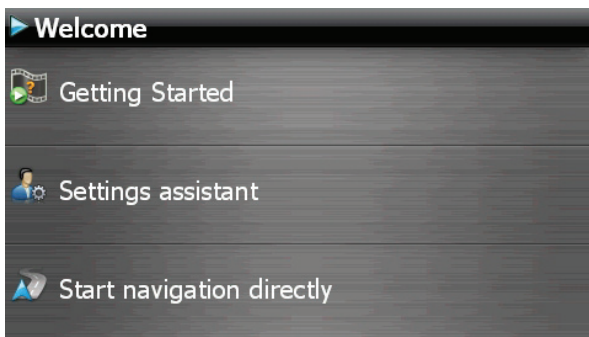 Welcome
Getting Started
Settings assistant
Start navigation directly